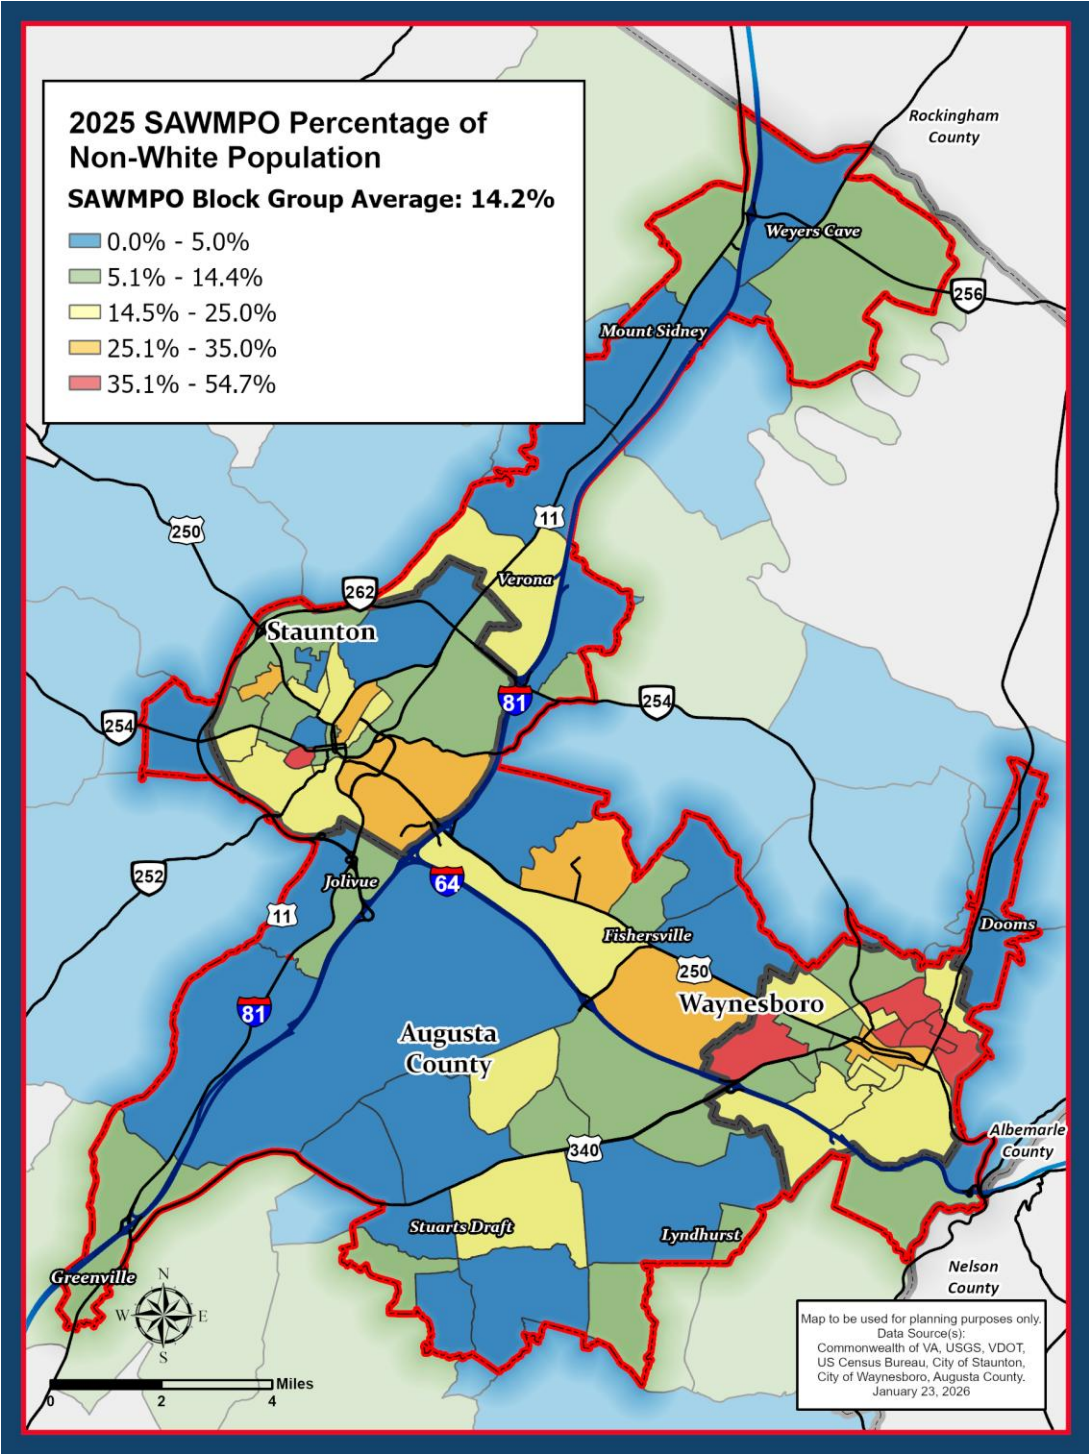 2025 SAWMPO Percentage of
Non-White Population
SAWMPO Block Group Average: 14.2%
0.0% - 5.0%
5.1% - 14.4%
14.5% - 25.0%
25.1% - 35.0%
35.1% - 54.7%
Rockingham
County
Weyers Cave
256
Mount Sidney
11
250
Verona
262
Staunton
81
254
254
252
Jolivue
64
11
Dooms
Fishersville
250
Waynesboro
81
Augusta
County
Albemarle
County
340
Stuarts Draft
Lyndhurst
Greenville
Nelson
County
N
W
E
S
Miles
0
2
4
Map to be used for planning purposes only.
Data Source(s):
Commonwealth of VA, USGS, VDOT,
US Census Bureau, City of Staunton,
City of Waynesboro, Augusta County.
January 23, 2026